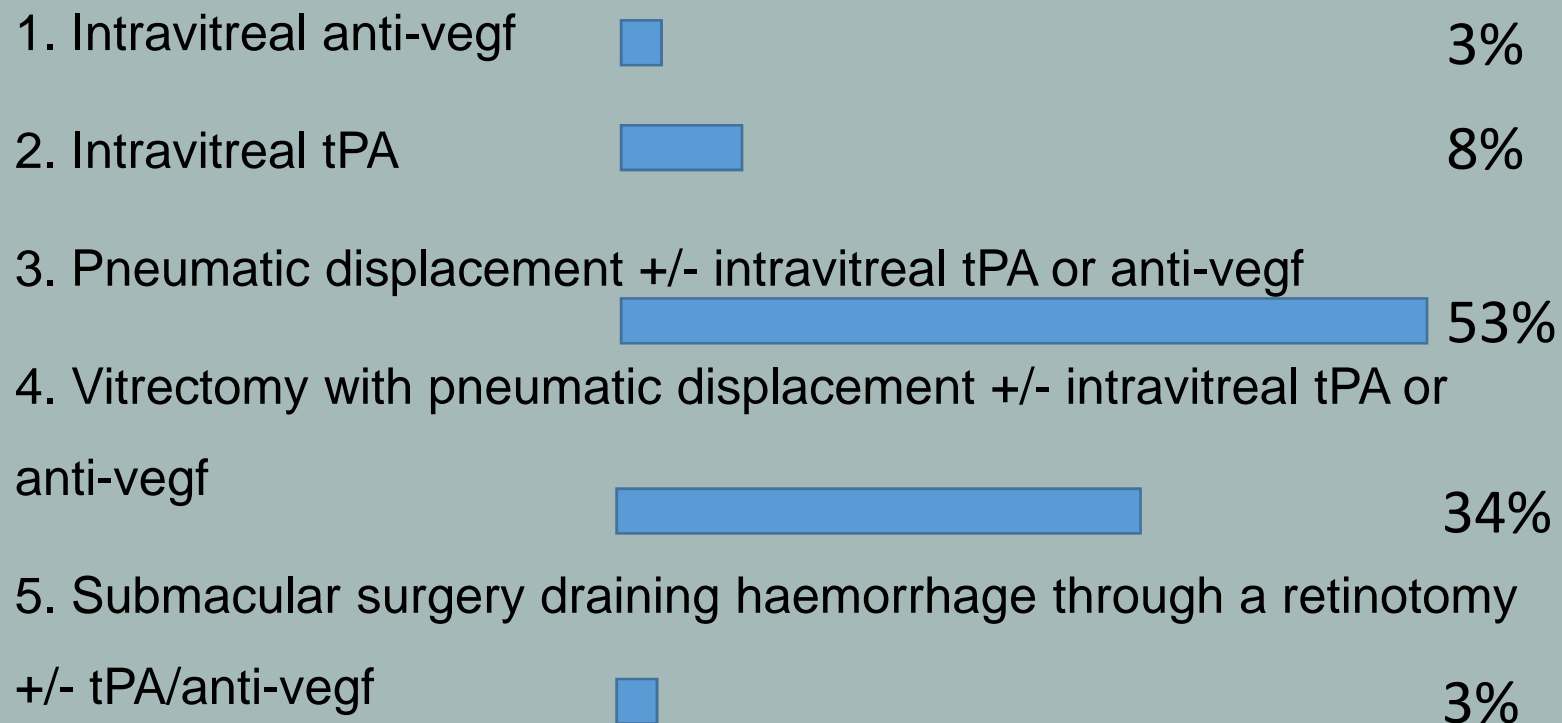 1. Intravitreal anti-vegf 3%
2. Intravitreal tPA 8%
3. Pneumatic displacement +/- intravitreal tPA or anti-vegf
53%
4. Vitrectomy with pneumatic displacement +/- intravitreal tPA or
anti-vegf
34%
5. Submacular surgery draining haemorrhage through a retinotomy
+/- tPA/anti-vegf 3%